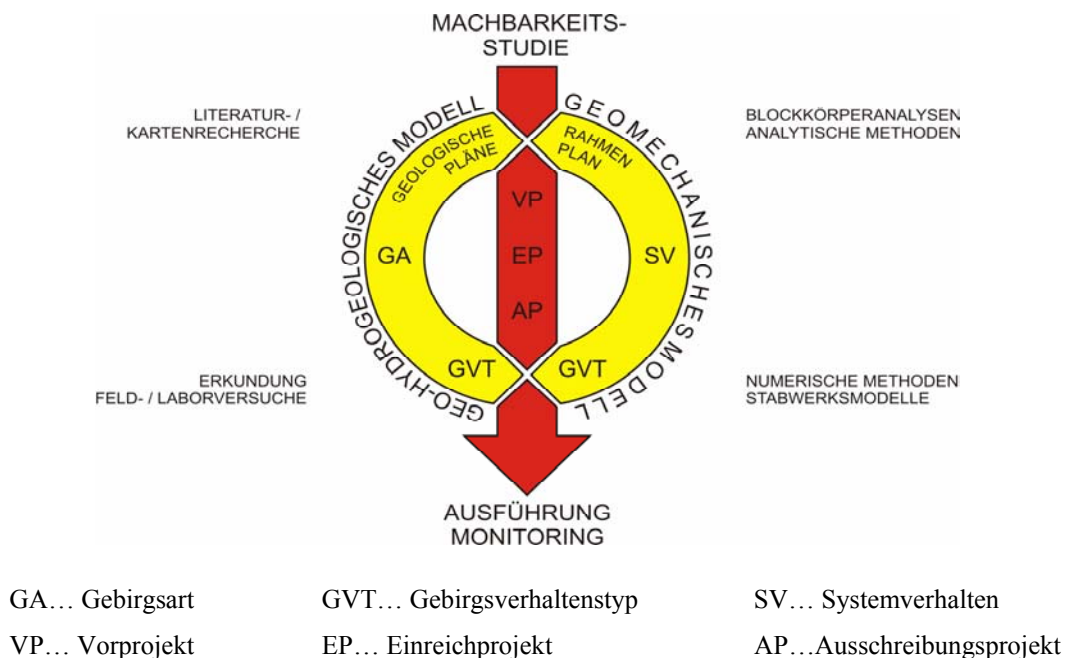 MACHBARKEITS-
STUDIE
LITERATUR- /
KARTENRECHERCHE
BLOCKKÖRPERANALYSEN
ANALYTISCHE METHODEN
GEO-HYDROGEOLOGISCHES MODELL
GEOMECHANISCHES MODELL
GEOLOGISCHE
PLÄNE
RAHMEN
PLAN
VP
GA
EP
SV
AP
GVT
GVT
ERKUNDUNG
FELD- / LABORVERSUCHE
NUMERISCHE METHODEN
STABWERKSMODELLE
AUSFÜHRUNG
MONITORING
GA… Gebirgsart GVT… Gebirgsverhaltenstyp SV… Systemverhalten
VP… Vorprojekt EP… Einreichprojekt AP…Ausschreibungsprojekt